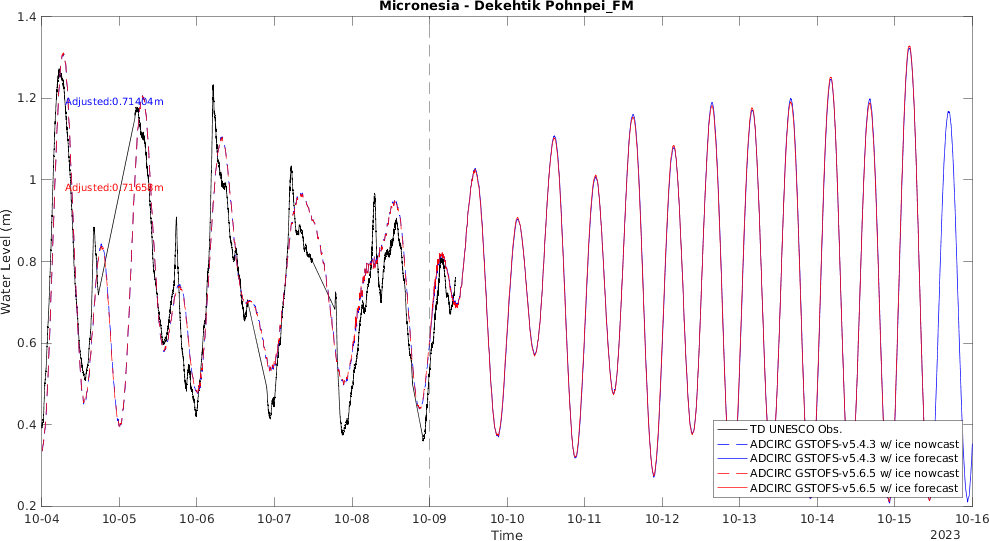 Micronesia - Dekehtik Pohnpei_FM
Water Level (m)
1.4
1.2
1
0.8
0.6
0.4
0.2
Adjusted:0.71404m
Adjusted:0.71658m
TD UNESCO Obs.
ADCIRC GSTOFS-v5.4.3 w/ ice nowcast
ADCIRC GSTOFS-v5.4.3 w/ ice forecast
ADCIRC GSTOFS-v5.6.5 w/ ice nowcast
ADCIRC GSTOFS-v5.6.5 w/ ice forecast
10-04 10-05 10-06 10-07 10-08 10-09 10-10 10-11 10-12 10-13 10-14 10-15 10-16
Time
2023